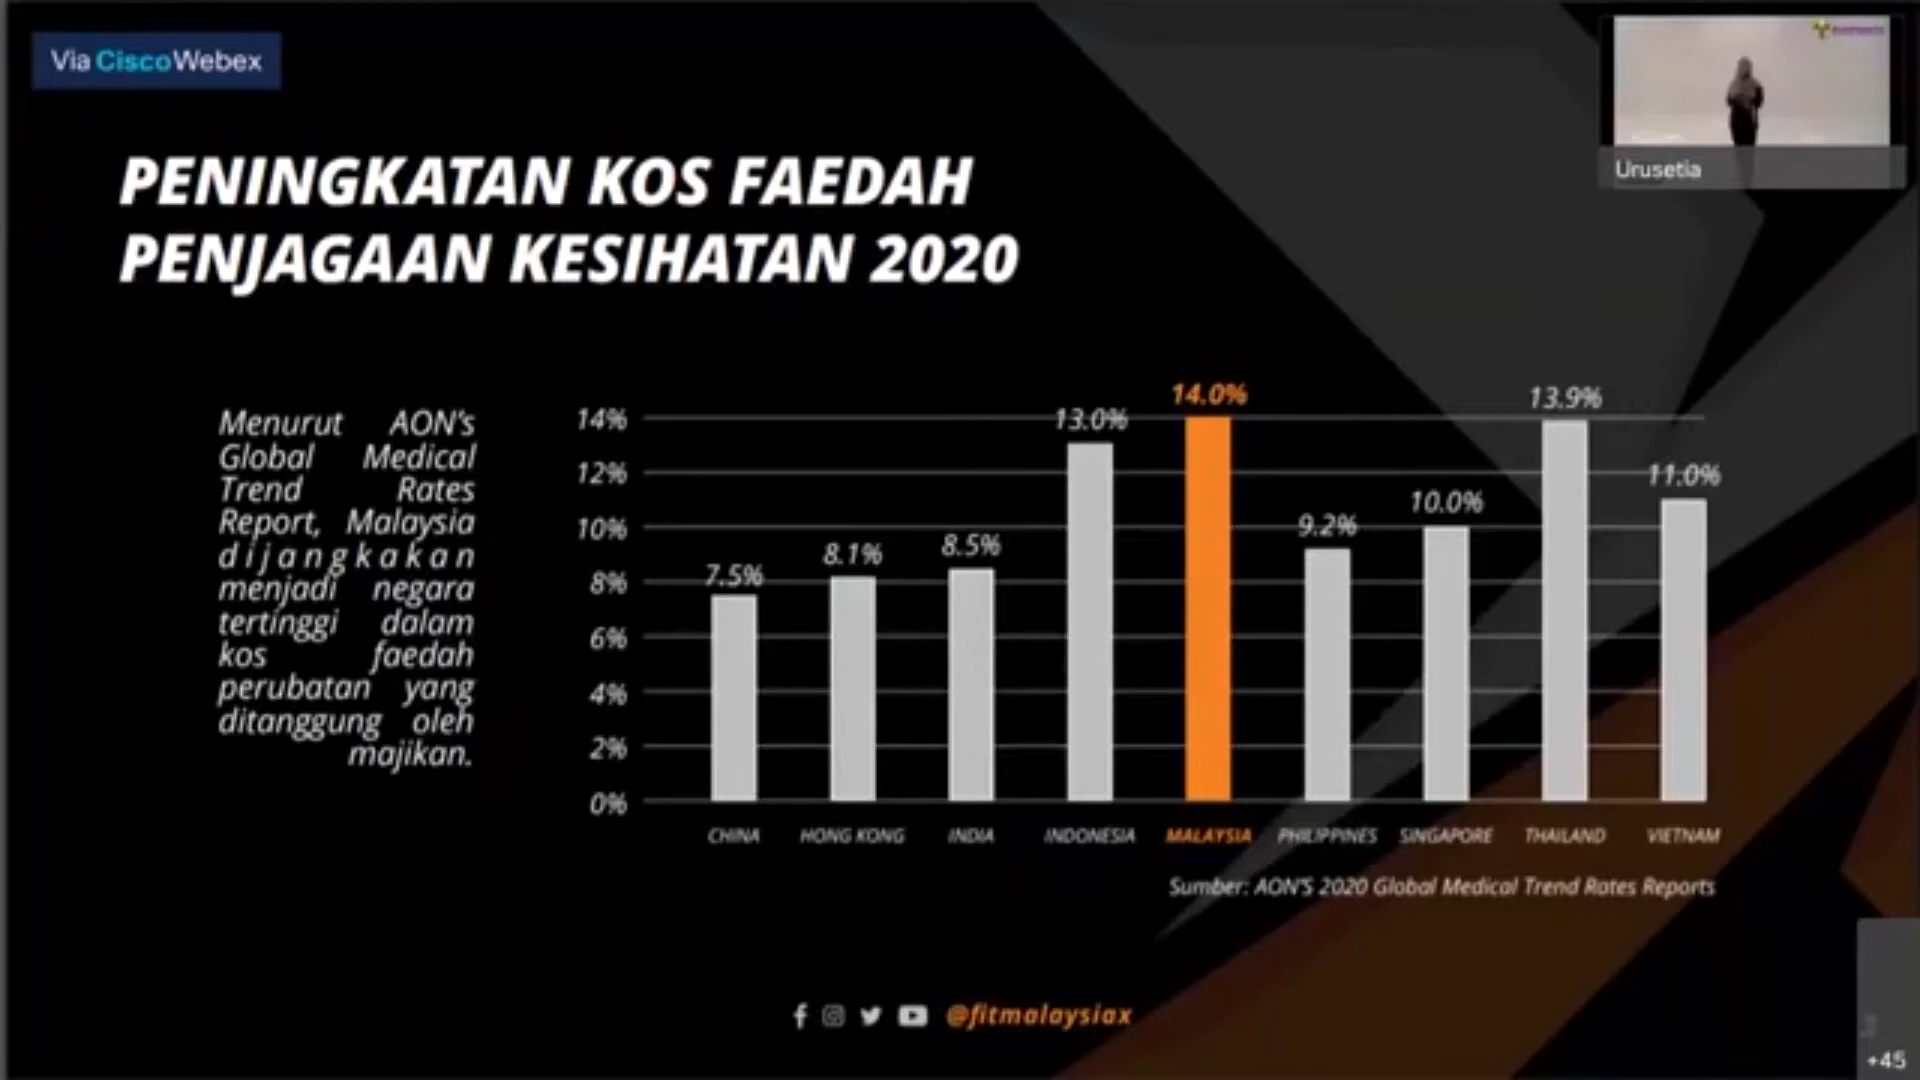 Via CiscoWebex
Urusetia
PENINGKATAN KOS FAEDAH
PENJAGAAN KESIHATAN 2020
Menurut AON's
Global Medical
Trend Rates
Report, Malaysia
dijangkakan
menjadi negara
tertinggi dalam
kos faedah
perubatan yang
ditanggung oleh
majikan.
14%
12%
10%
8%
6%
4%
2%
0%
7.5%
8.1%
8.5%
13.0%
14.0%
9.2%
10.0%
13.9%
11.0%
CHINA
HONG KONG
INDIA
INDONESIA
MALAYSIA
PHILIPPINES
SINGAPORE
THAILAND
VIETNAM
Sumber: AON'S 2020 Global Medical Trend Rates Reports
@fitmalaysiax
+45